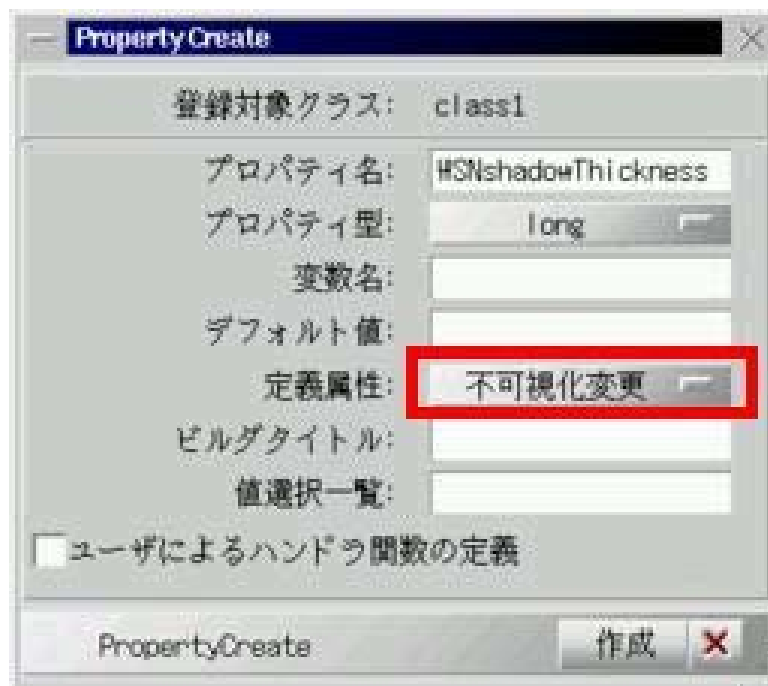 PropertyCreate
登録対象クラス: class1
プロパティ名: WSNshadowThickness
プロパティ型: long
変数名:
デフォルト値:
定義属性: 不可視化変更
ビルダタイトル:
値選択一覧:
ユーザによるハンドラ関数の定義
PropertyCreate 作成